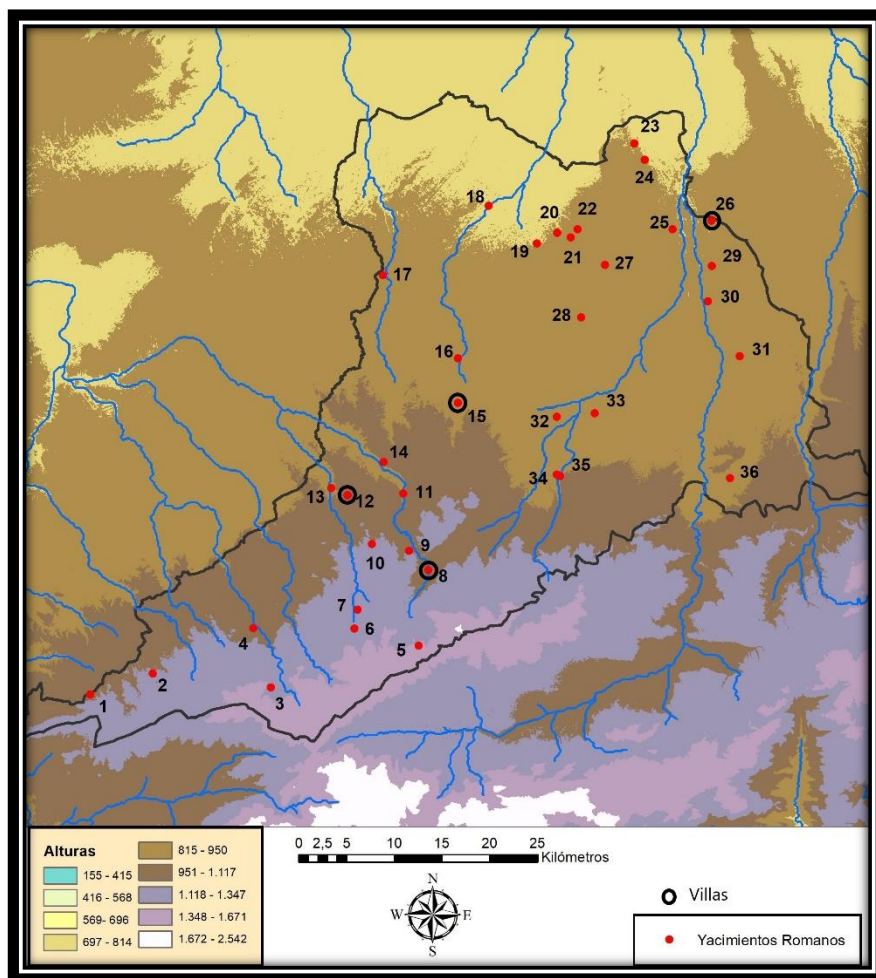 23
24
18
20
22
26
25
19
21
29
17
27
30
28
16
31
15
33
32
14
34
35
36
13
12
11
10
9
8
7
4
6
5
2
1
3
Alturas
155 - 415
416 - 568
569- 696
697 - 814
815 - 950
951 - 1.117
1.118 - 1.347
1.348 - 1.671
1.672 - 2.542
0 2,5 5 10 15 20 25
Kilómetros
N
W E
S
Villas
Yacimientos Romanos